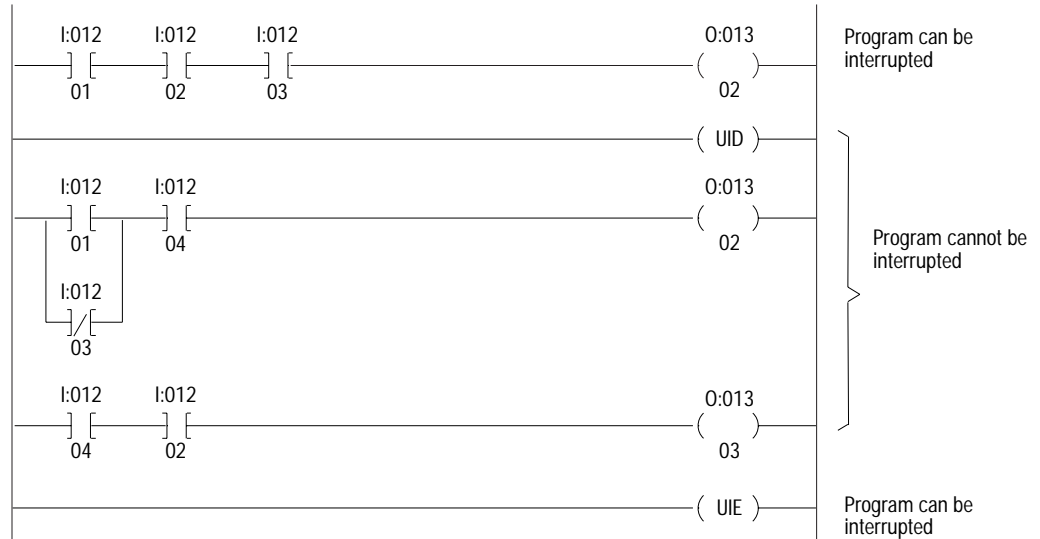 I:012 I:012 I:012 O:013
01 02 03 02
Program can be
interrupted
UID
I:012 I:012 O:013
01 04 02
I:012
03
Program cannot be
interrupted
I:012 I:012 O:013
04 02 03
UIE
Program can be
interrupted